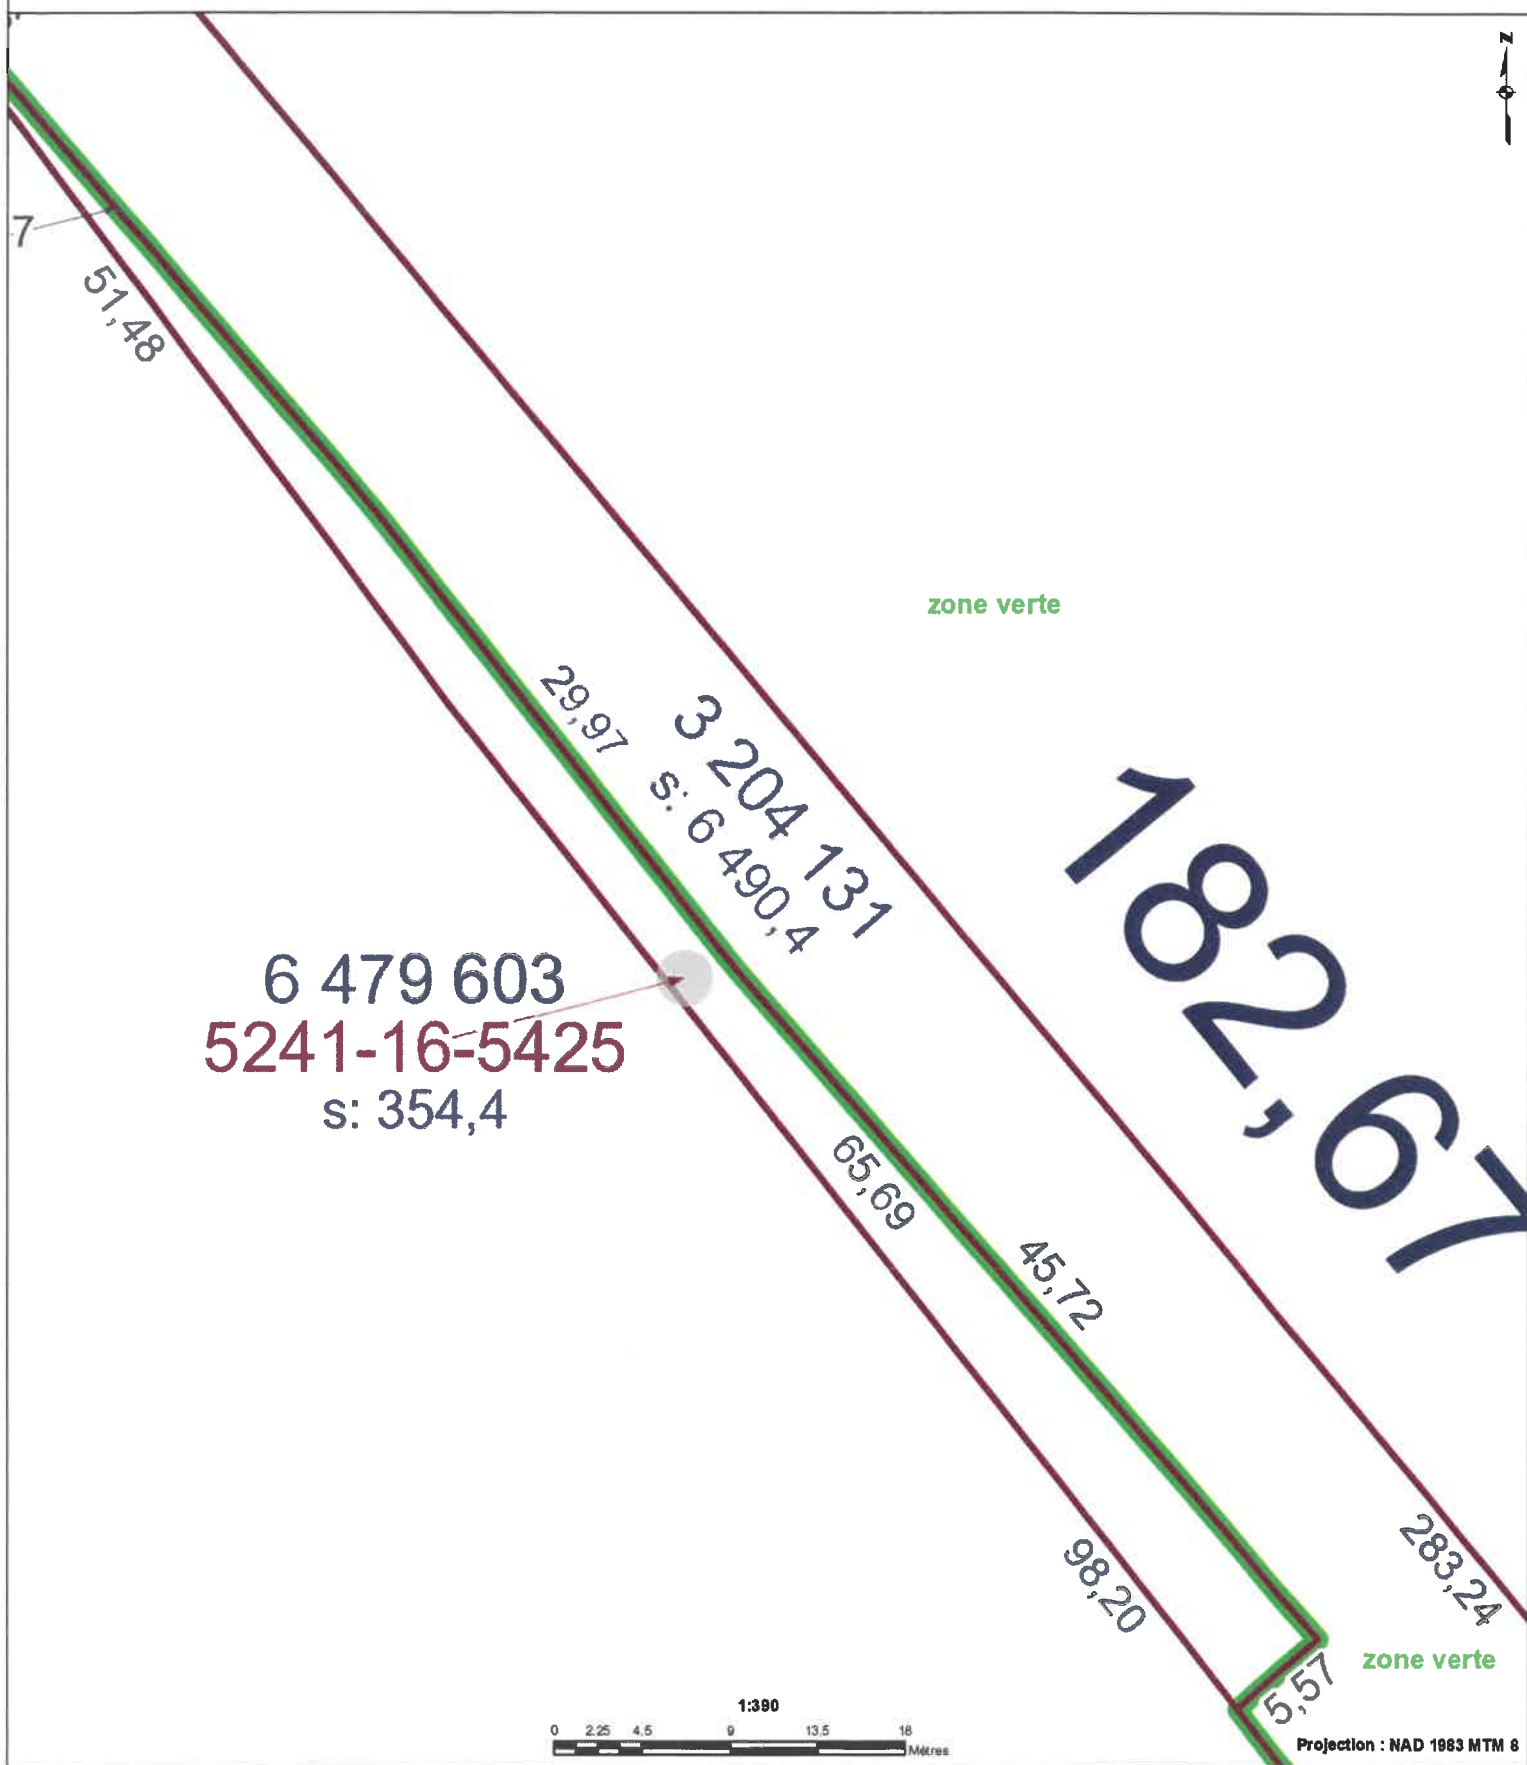 N
7
51,48
zone verte
29,97
3 204 131
s: 6 490,4
182,67
6 479 603
5241-16-5425
s: 354,4
65,69
45,72
98,20
283,24
zone verte
5,57
1:390
0 2.25 4.5 9 13.5 18
Mètres
Projection : NAD 1983 MTM 8